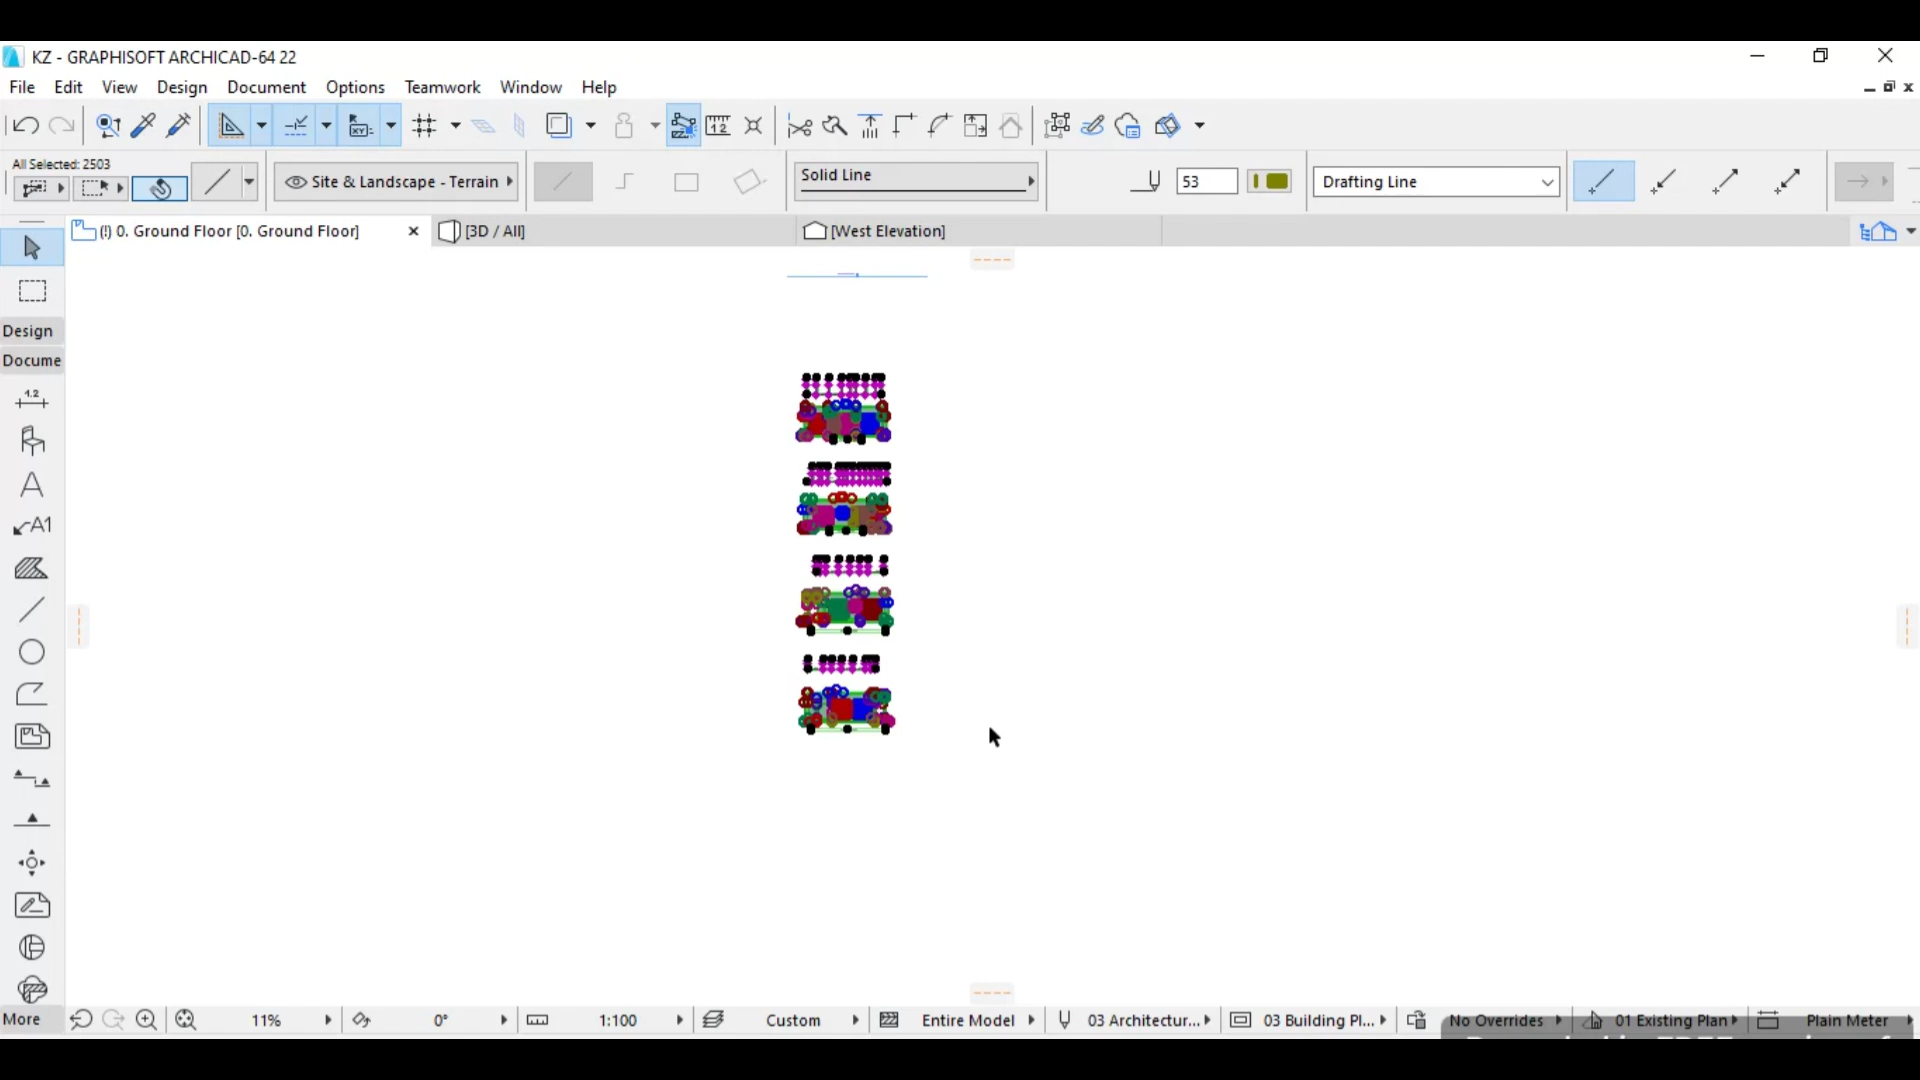 KZ - GRAPHISOFT ARCHICAD-64 22
File Edit View Design Document Options Teamwork Window Help
All Selected: 2503
Site & Landscape - Terrain
Solid Line
53
Drafting Line
(!) 0. Ground Floor [0. Ground Floor]
[3D / All]
[West Elevation]
Design
Docume
1.2
A
A1
More
11%
0°
1:100
Custom
Entire Model
03 Architectur...
03 Building Pl...
No Overrides
01 Existing Plan
Plain Meter